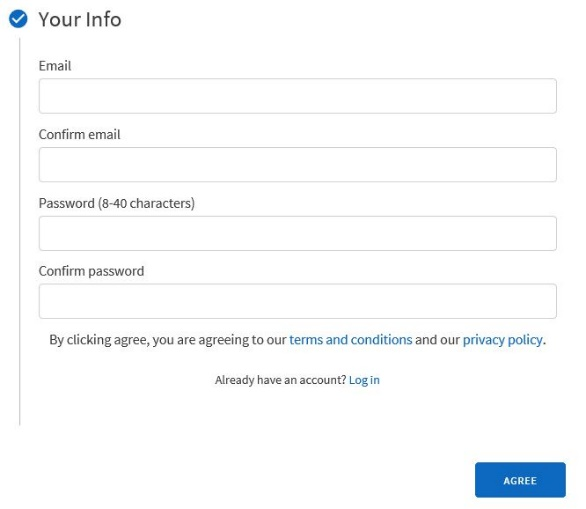 Your Info
Email
Confirm email
Password (8-40 characters)
Confirm password
By clicking agree, you are agreeing to our terms and conditions and our privacy policy.
Already have an account? Log in
AGREE